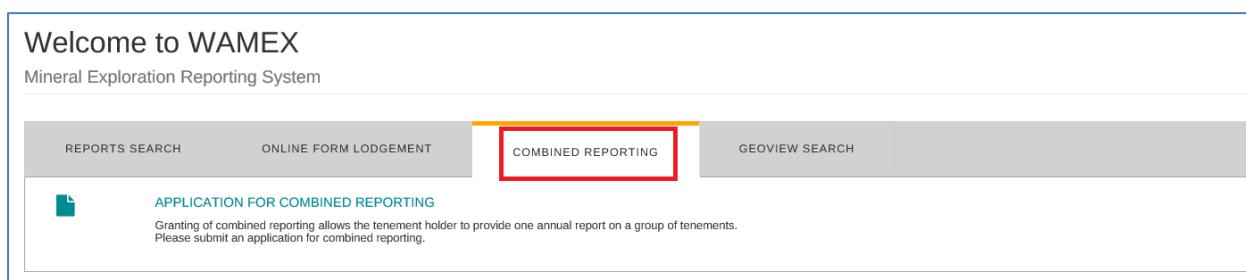 Welcome to WAMEX
Mineral Exploration Reporting System
REPORTS SEARCH ONLINE FORM LODGEMENT COMBINED REPORTING GEOVIEW SEARCH
APPLICATION FOR COMBINED REPORTING
Granting of combined reporting allows the tenement holder to provide one annual report on a group of tenements.
Please submit an application for combined reporting.